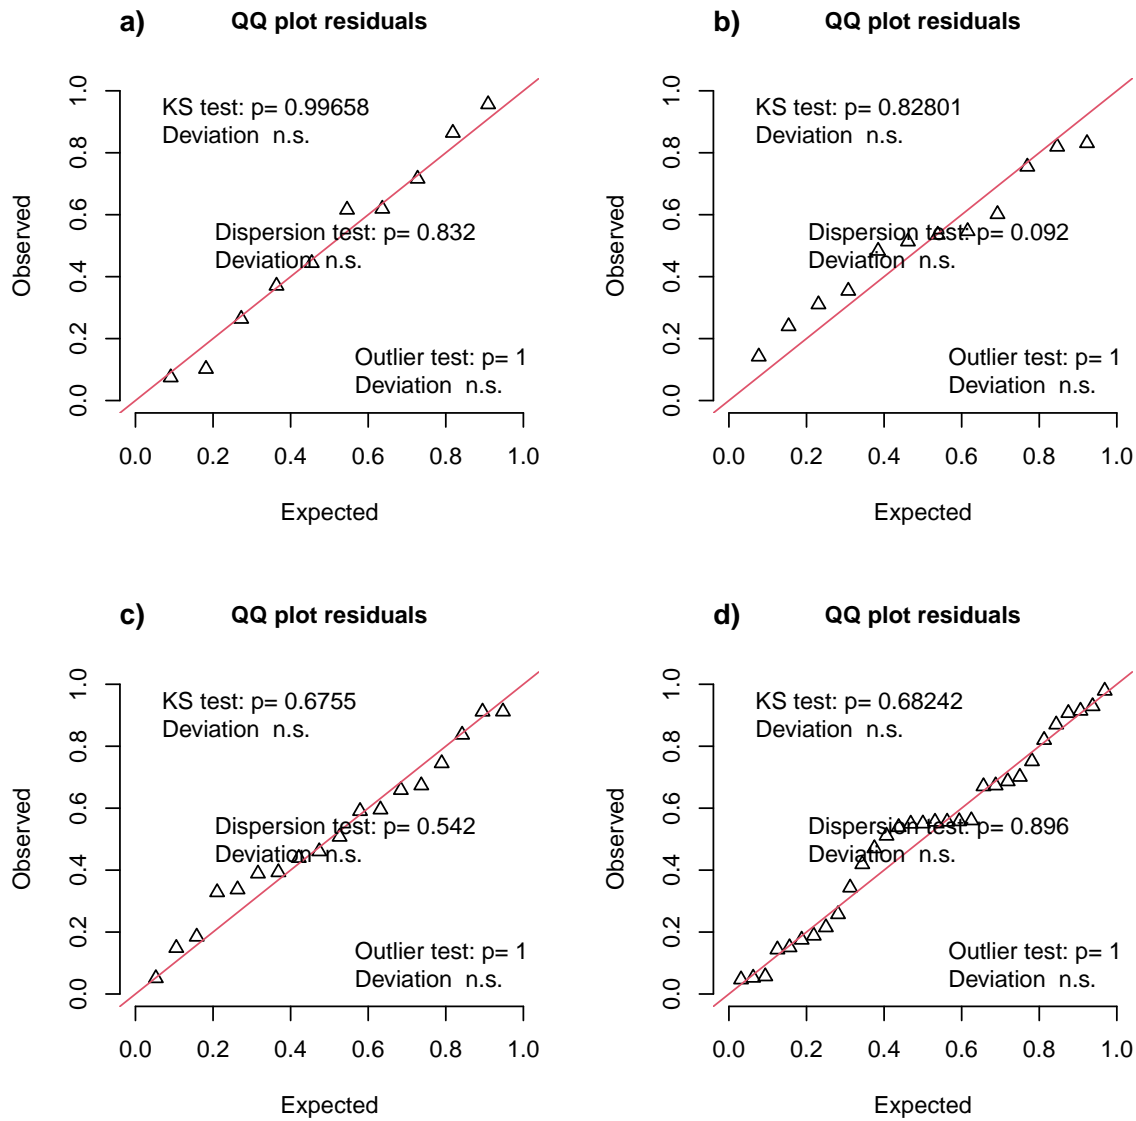 a)
QQ plot residuals
KS test: p= 0.99658
Deviation n.s.
Dispersion test: p= 0.832
Deviation n.s.
Outlier test: p= 1
Deviation n.s.
Observed
0.0 0.2 0.4 0.6 0.8 1.0
0.0 0.2 0.4 0.6 0.8 1.0
Expected
b)
QQ plot residuals
KS test: p= 0.82801
Deviation n.s.
Dispersion test: p= 0.092
Deviation n.s.
Outlier test: p= 1
Deviation n.s.
Observed
0.0 0.2 0.4 0.6 0.8 1.0
0.0 0.2 0.4 0.6 0.8 1.0
Expected
c)
QQ plot residuals
KS test: p= 0.6755
Deviation n.s.
Dispersion test: p= 0.542
Deviation n.s.
Outlier test: p= 1
Deviation n.s.
Observed
0.0 0.2 0.4 0.6 0.8 1.0
0.0 0.2 0.4 0.6 0.8 1.0
Expected
d)
QQ plot residuals
KS test: p= 0.68242
Deviation n.s.
Dispersion test: p= 0.896
Deviation n.s.
Outlier test: p= 1
Deviation n.s.
Observed
0.0 0.2 0.4 0.6 0.8 1.0
0.0 0.2 0.4 0.6 0.8 1.0
Expected